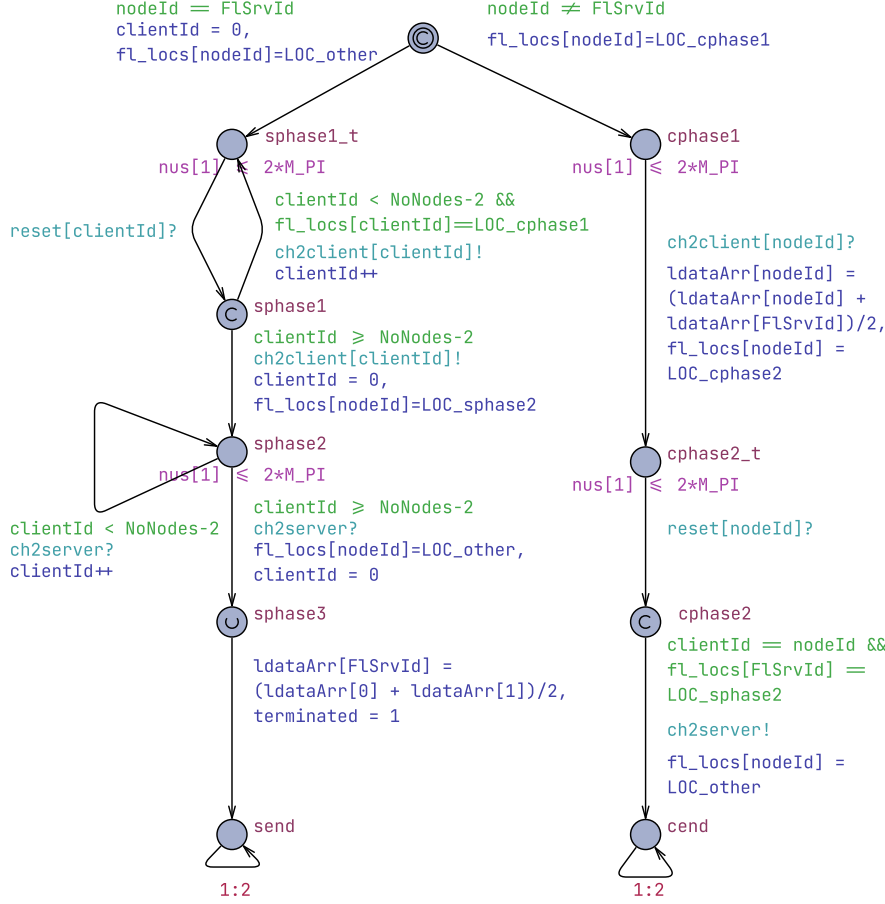 nodeId == FlSrvId
clientId = 0,
fl_locs[nodeId]=LOC_other
nodeId ≠ FlSrvId
fl_locs[nodeId]=LOC_cphase1
C
sphase1_t
nus[1] ⩽ 2*M_PI
cphase1
nus[1] ⩽ 2*M_PI
reset[clientId]?
clientId < NoNodes-2 &&
fl_locs[clientId]==LOC_cphase1
ch2client[clientId]!
clientId++
ch2client[nodeId]?
ldataArr[nodeId] =
(ldataArr[nodeId] +
ldataArr[FlSrvId])/2,
fl_locs[nodeId] =
LOC_cphase2
C
sphase1
clientId ⩾ NoNodes-2
ch2client[clientId]!
clientId = 0,
fl_locs[nodeId]=LOC_sphase2
sphase2
nus[1] ⩽ 2*M_PI
cphase2_t
nus[1] ⩽ 2*M_PI
clientId < NoNodes-2
ch2server?
clientId++
clientId ⩾ NoNodes-2
ch2server?
fl_locs[nodeId]=LOC_other,
clientId = 0
reset[nodeId]?
U
sphase3
C
cphase2
ldataArr[FlSrvId] =
(ldataArr[0] + ldataArr[1])/2,
terminated = 1
clientId == nodeId &&
fl_locs[FlSrvId] ==
LOC_sphase2
ch2server!
fl_locs[nodeId] =
LOC_other
send
1:2
cend
1:2